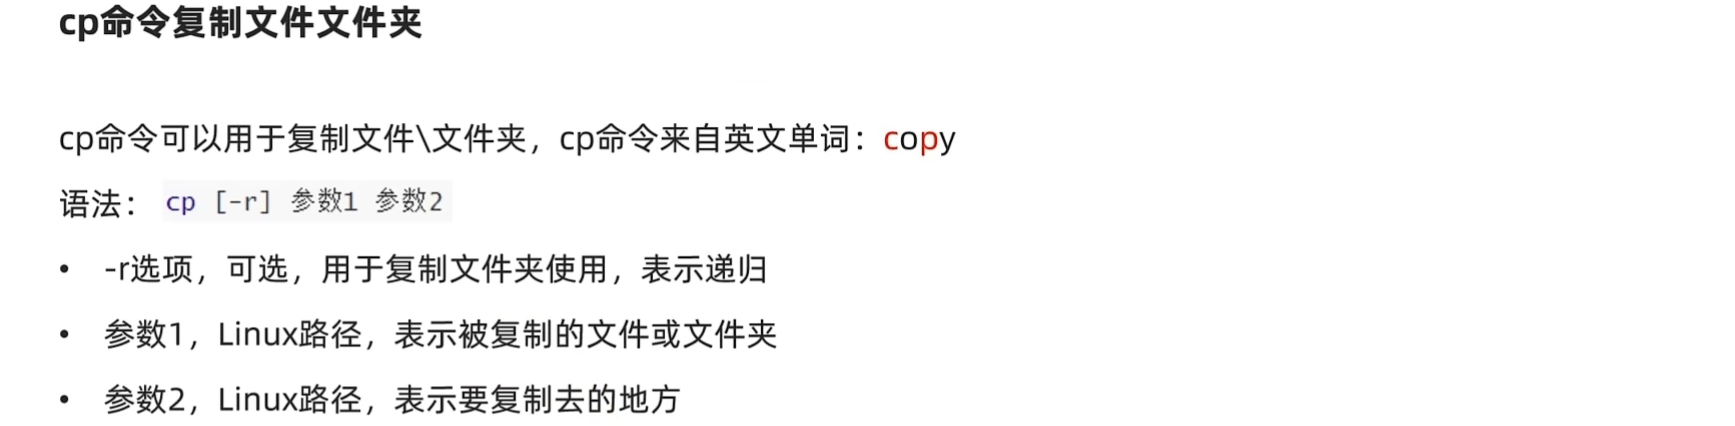 cp命令复制文件文件夹
cp命令可以用于复制文件\文件夹，cp命令来自英文单词：copy
语法： cp [-r] 参数1 参数2
• -r选项，可选，用于复制文件夹使用，表示递归
• 参数1，Linux路径，表示被复制的文件或文件夹
• 参数2，Linux路径，表示要复制去的地方